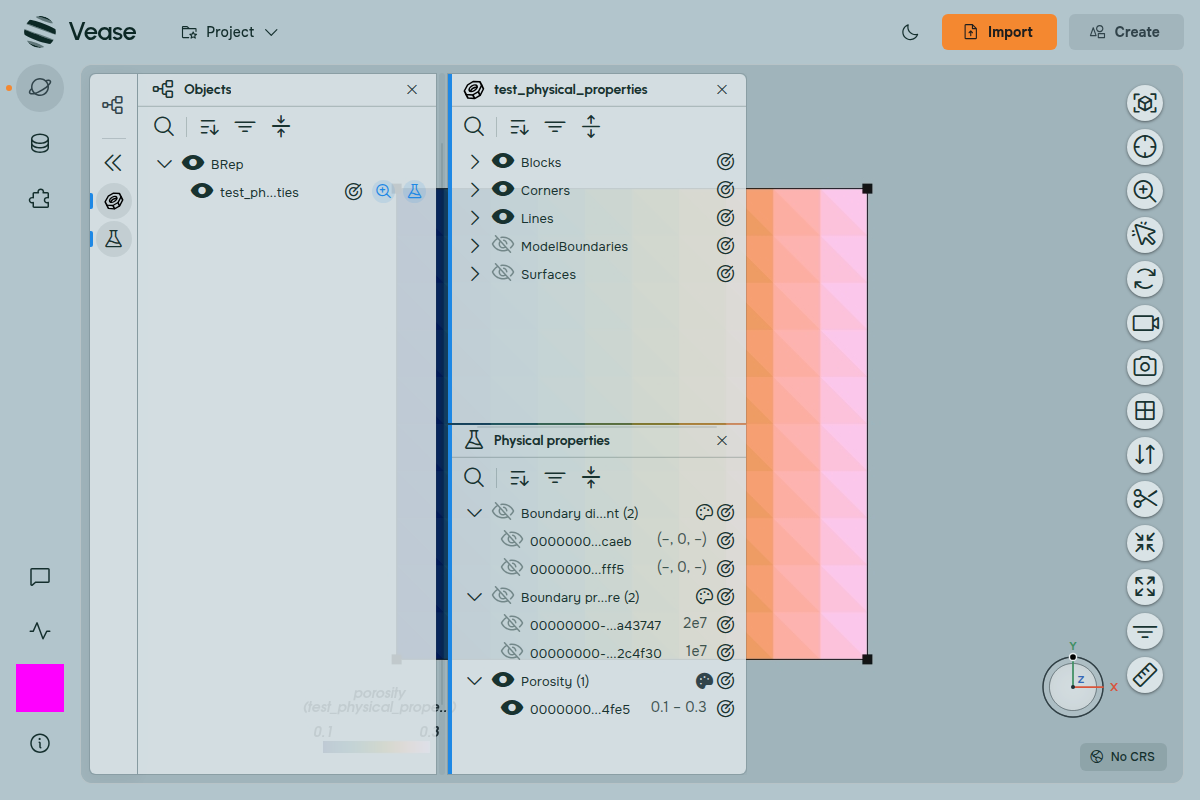 Vease
Project
Import
Create
Objects
BRep
test_ph...ties
test_physical_properties
Blocks
Corners
Lines
ModelBoundaries
Surfaces
Physical properties
Boundary di...nt (2)
0000000...caeb (−, 0, −)
0000000...fff5 (−, 0, −)
Boundary pr...re (2)
00000000-...a43747 2e7
00000000-...2c4f30 1e7
Porosity (1)
0000000...4fe5 0.1 − 0.3
porosity
(test_physical_prope...)
0.1 0.3
Y
Z
X
No CRS